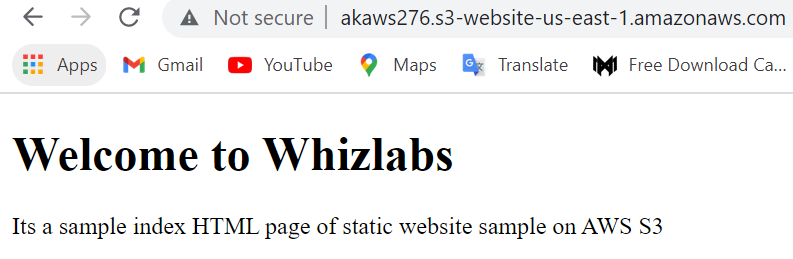 Not secure | akaws276.s3-website-us-east-1.amazonaws.com
Apps Gmail YouTube Maps Translate Free Download Ca...
Welcome to Whizlabs
Its a sample index HTML page of static website sample on AWS S3